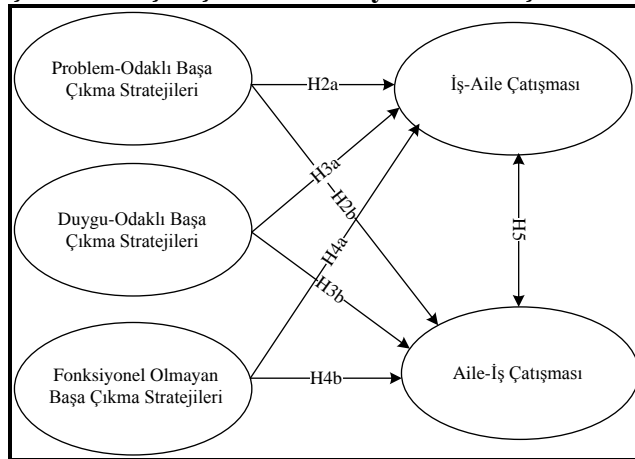 Problem-Odaklı Başa
Çıkma Stratejileri
H2a
İş-Aile Çatışması
H3a
H2b
Duygu-Odaklı Başa
Çıkma Stratejileri
H4a
H5
H3b
Fonksiyonel Olmayan
Başa Çıkma Stratejileri
H4b
Aile-İş Çatışması